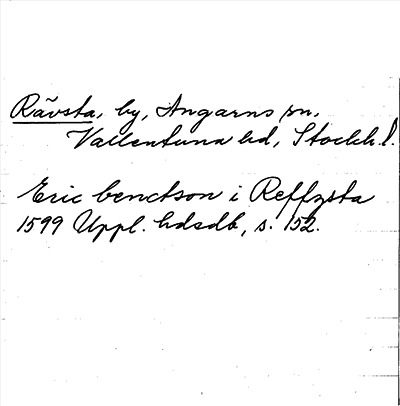 Rävsta, by, Angarns sn,
Vallentuna hd, Stockh. l.
Eric benctson i Reffzsta
1599 Uppl. hdsdb, s. 152.